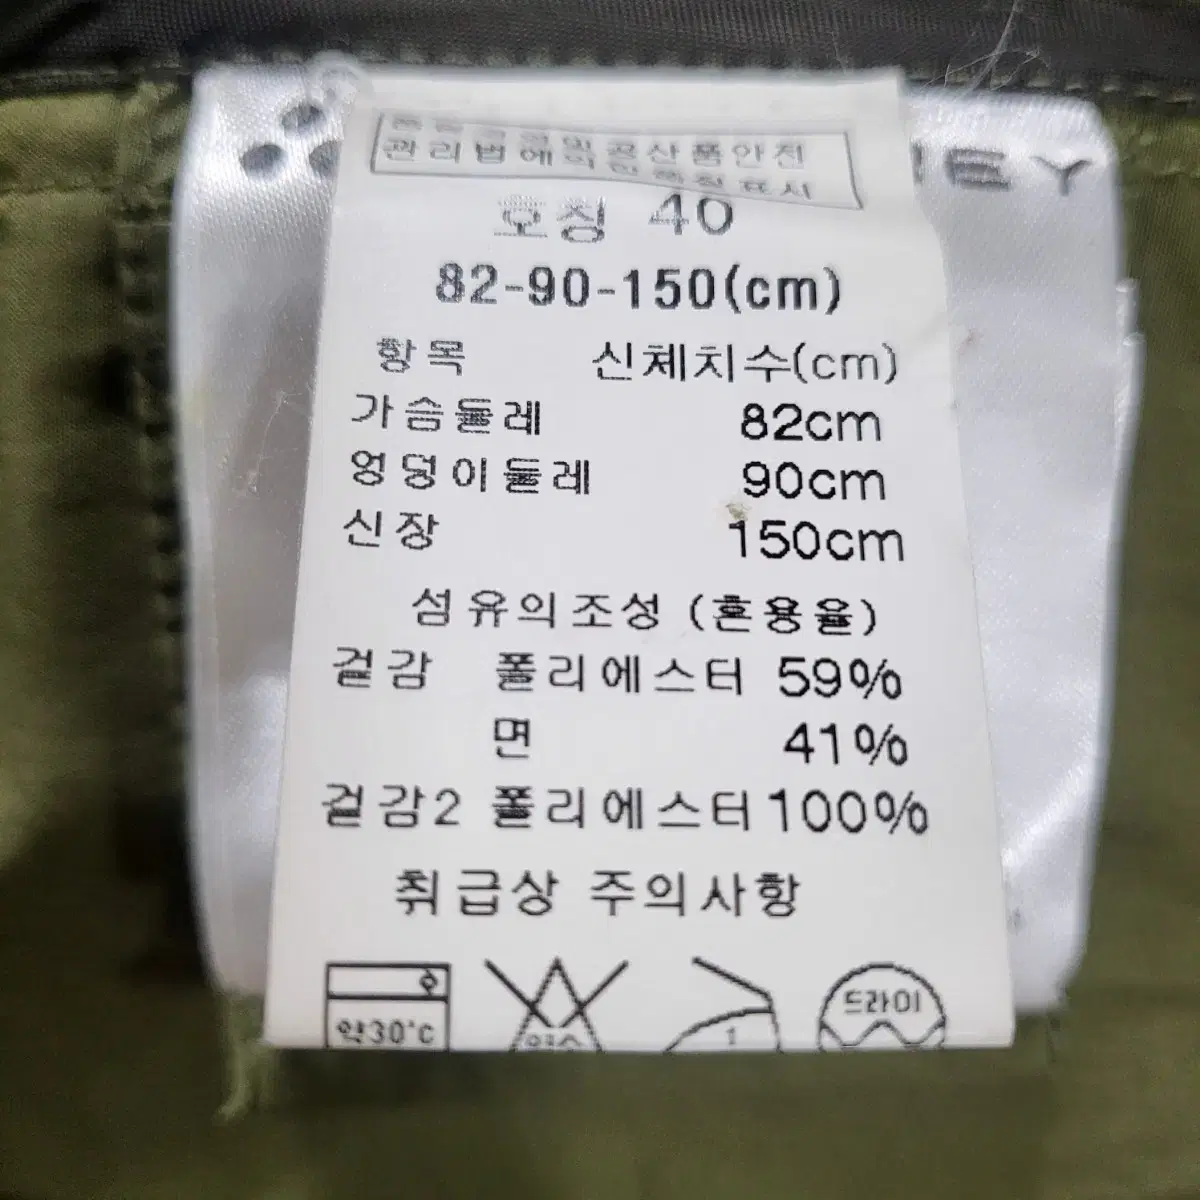 관리법에 공산품안전
표시
호칭 40
82-90-150(cm)
항목 신체치수(cm)
가슴둘레 82cm
엉덩이둘레 90cm
신장 150cm
섬유의조성 (혼용율)
겉감 폴리에스터 59%
면 41%
겉감2 폴리에스터 100%
취급상 주의사항
약30°c
1
드라이
EY